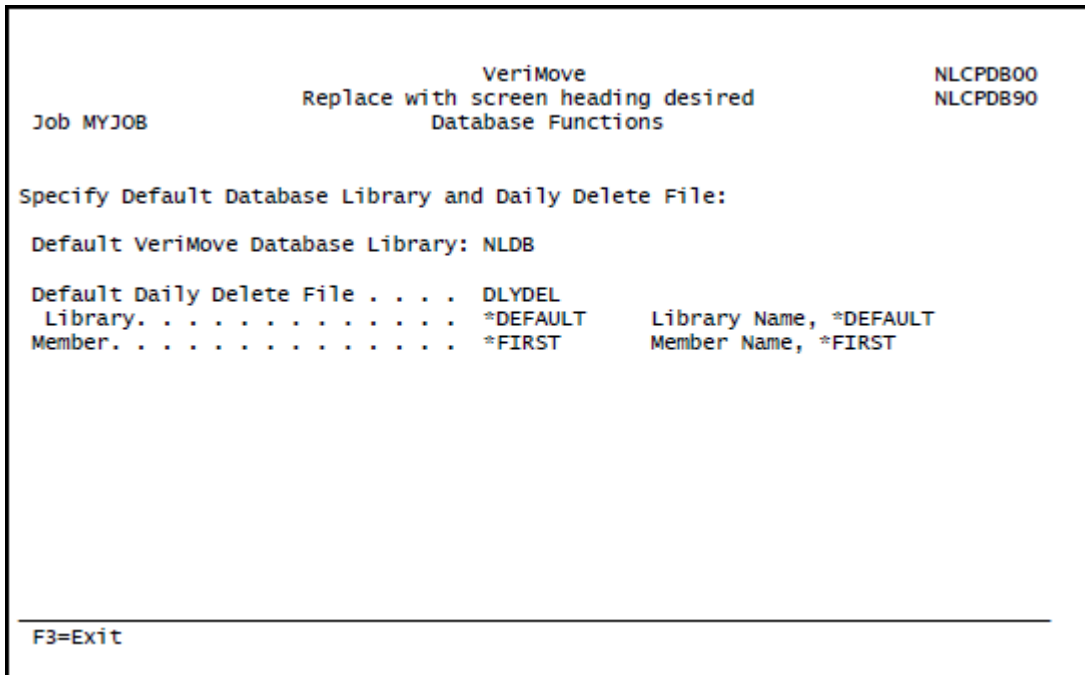 VeriMove NLCPDB00
Replace with screen heading desired NLCPDB90
Job MYJOB Database Functions
Specify Default Database Library and Daily Delete File:
Default VeriMove Database Library: NLDB
Default Daily Delete File . . . . DLYDEL
Library. . . . . . . . . . . . . *DEFAULT Library Name, *DEFAULT
Member. . . . . . . . . . . . . . *FIRST Member Name, *FIRST
F3=Exit